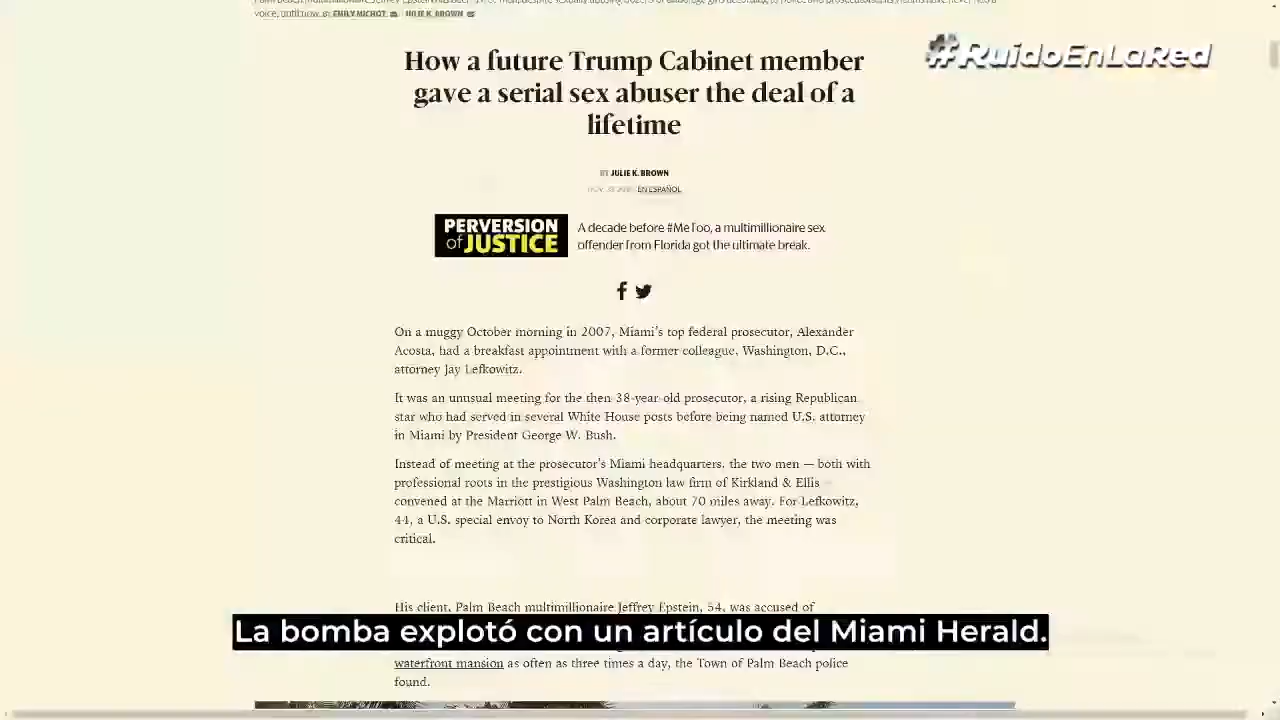 voice, until now. BY EMILY MICHOT JULIE K. BROWN
#RuidoEnLaRed
How a future Trump Cabinet member
gave a serial sex abuser the deal of a
lifetime
BY JULIE K. BROWN
EN ESPAÑOL
PERVERSION
of JUSTICE
A decade before #MeToo, a multimillionaire sex
offender from Florida got the ultimate break.
On a muggy October morning in 2007, Miami's top federal prosecutor, Alexander
Acosta, had a breakfast appointment with a former colleague, Washington, D.C.,
attorney Jay Lefkowitz.
It was an unusual meeting for the then 38-year-old prosecutor, a rising Republican
star who had served in several White House posts before being named U.S. attorney
in Miami by President George W. Bush.
Instead of meeting at the prosecutor's Miami headquarters, the two men — both with
professional roots in the prestigious Washington law firm of Kirkland & Ellis
convened at the Marriott in West Palm Beach, about 70 miles away. For Lefkowitz,
44, a U.S. special envoy to North Korea and corporate lawyer, the meeting was
critical.
His client, Palm Beach multimillionaire Jeffrey Epstein, 54, was accused of
La bomba explotó con un artículo del Miami Herald.
waterfront mansion as often as three times a day, the Town of Palm Beach police
found.